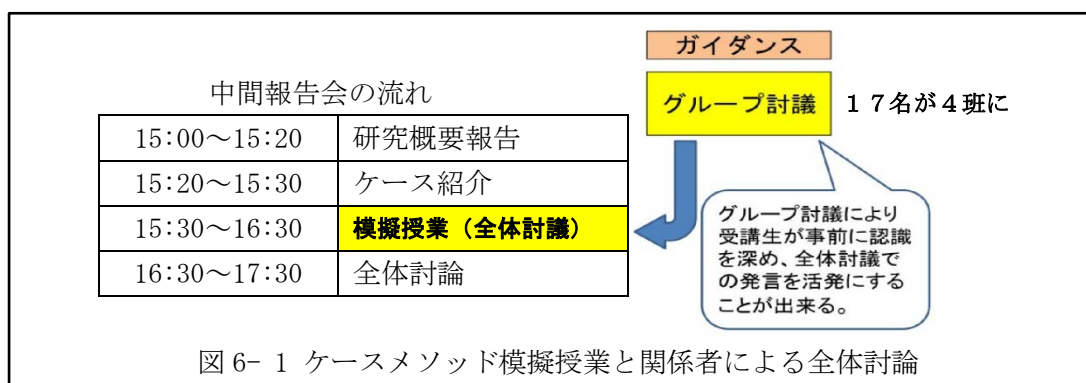 ガイダンス
グループ討議
17名が4班に
中間報告会の流れ
15:00～15:20 研究概要報告
15:20～15:30 ケース紹介
15:30～16:30 模擬授業（全体討議）
16:30～17:30 全体討論
グループ討議により
受講生が事前に認識
を深め、全体討議で
の発言を活発にする
ことが出来る。
図 6- 1 ケースメソッド模擬授業と関係者による全体討論